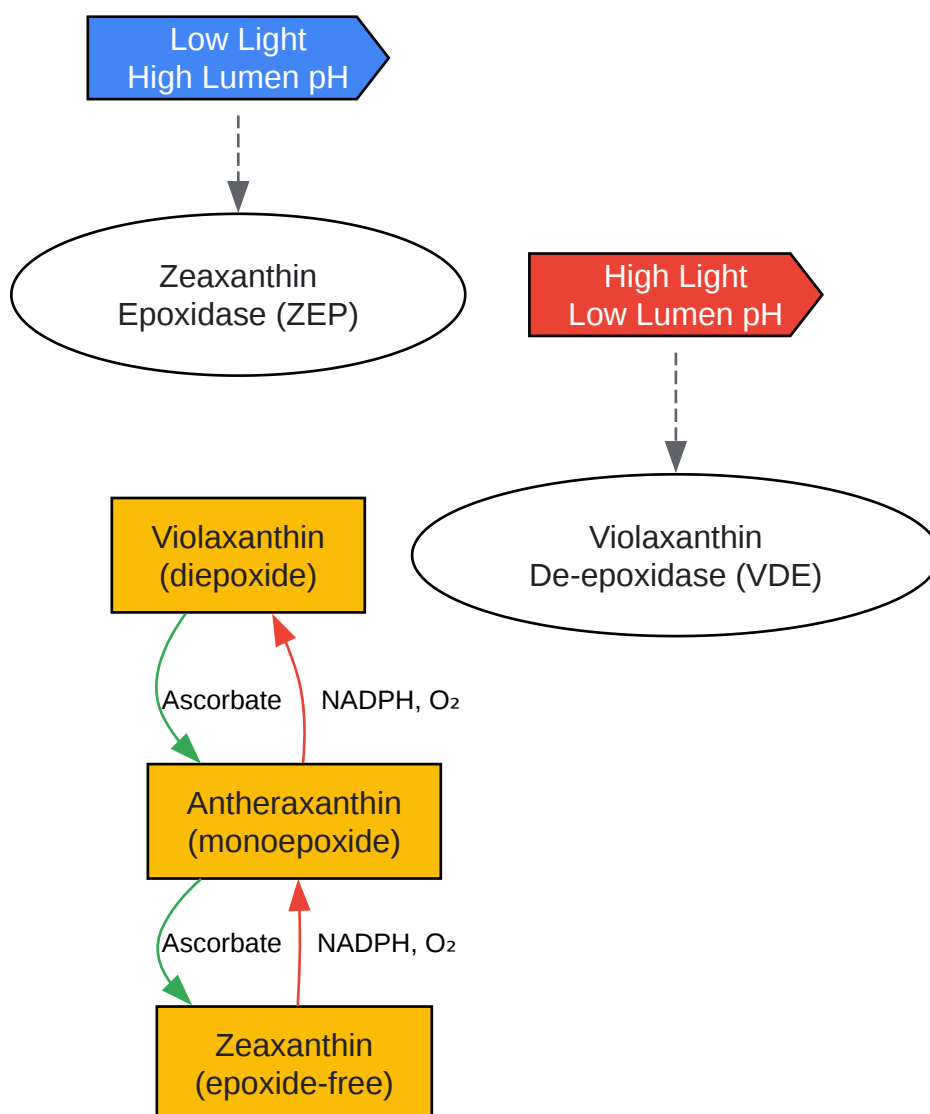 Low Light
High Lumen pH
Zeaxanthin
Epoxidase (ZEP)
High Light
Low Lumen pH
Violaxanthin
De-epoxidase (VDE)
Violaxanthin
(diepoxide)
Ascorbate
NADPH, O₂
Antheraxanthin
(monoepoxide)
Ascorbate
NADPH, O₂
Zeaxanthin
(epoxide-free)